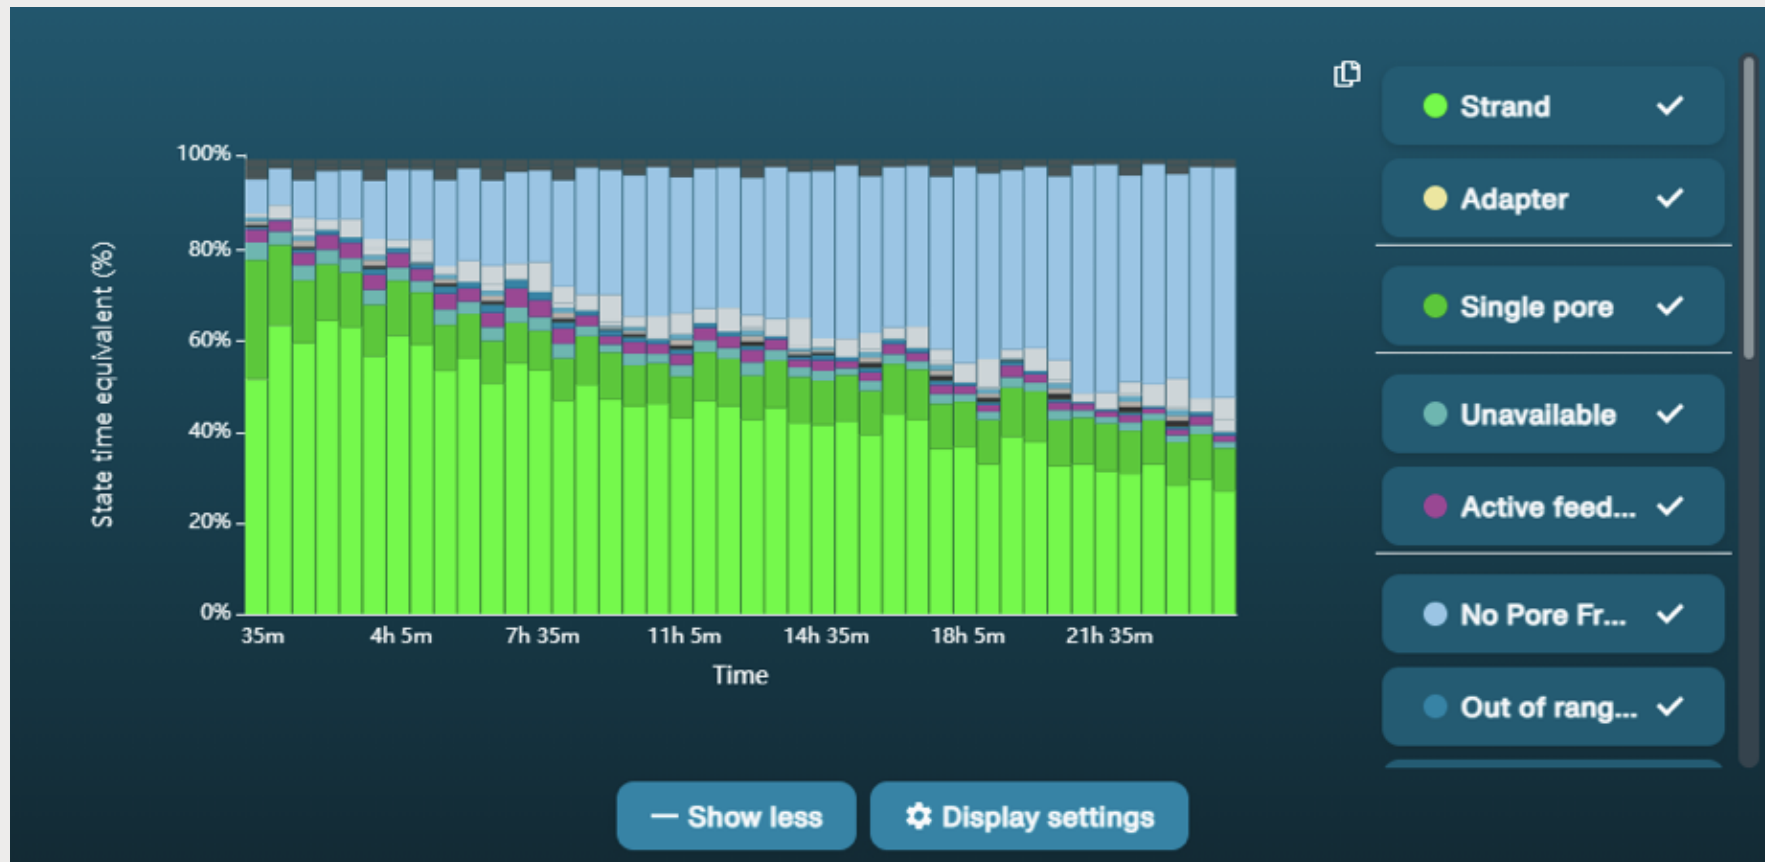 Strand
Adapter
Single pore
Unavailable
Active feed...
No Pore Fr...
Out of rang...
State time equivalent (%)
100%
80%
60%
40%
20%
0%
35m 4h 5m 7h 35m 11h 5m 14h 35m 18h 5m 21h 35m
Time
Show less
Display settings